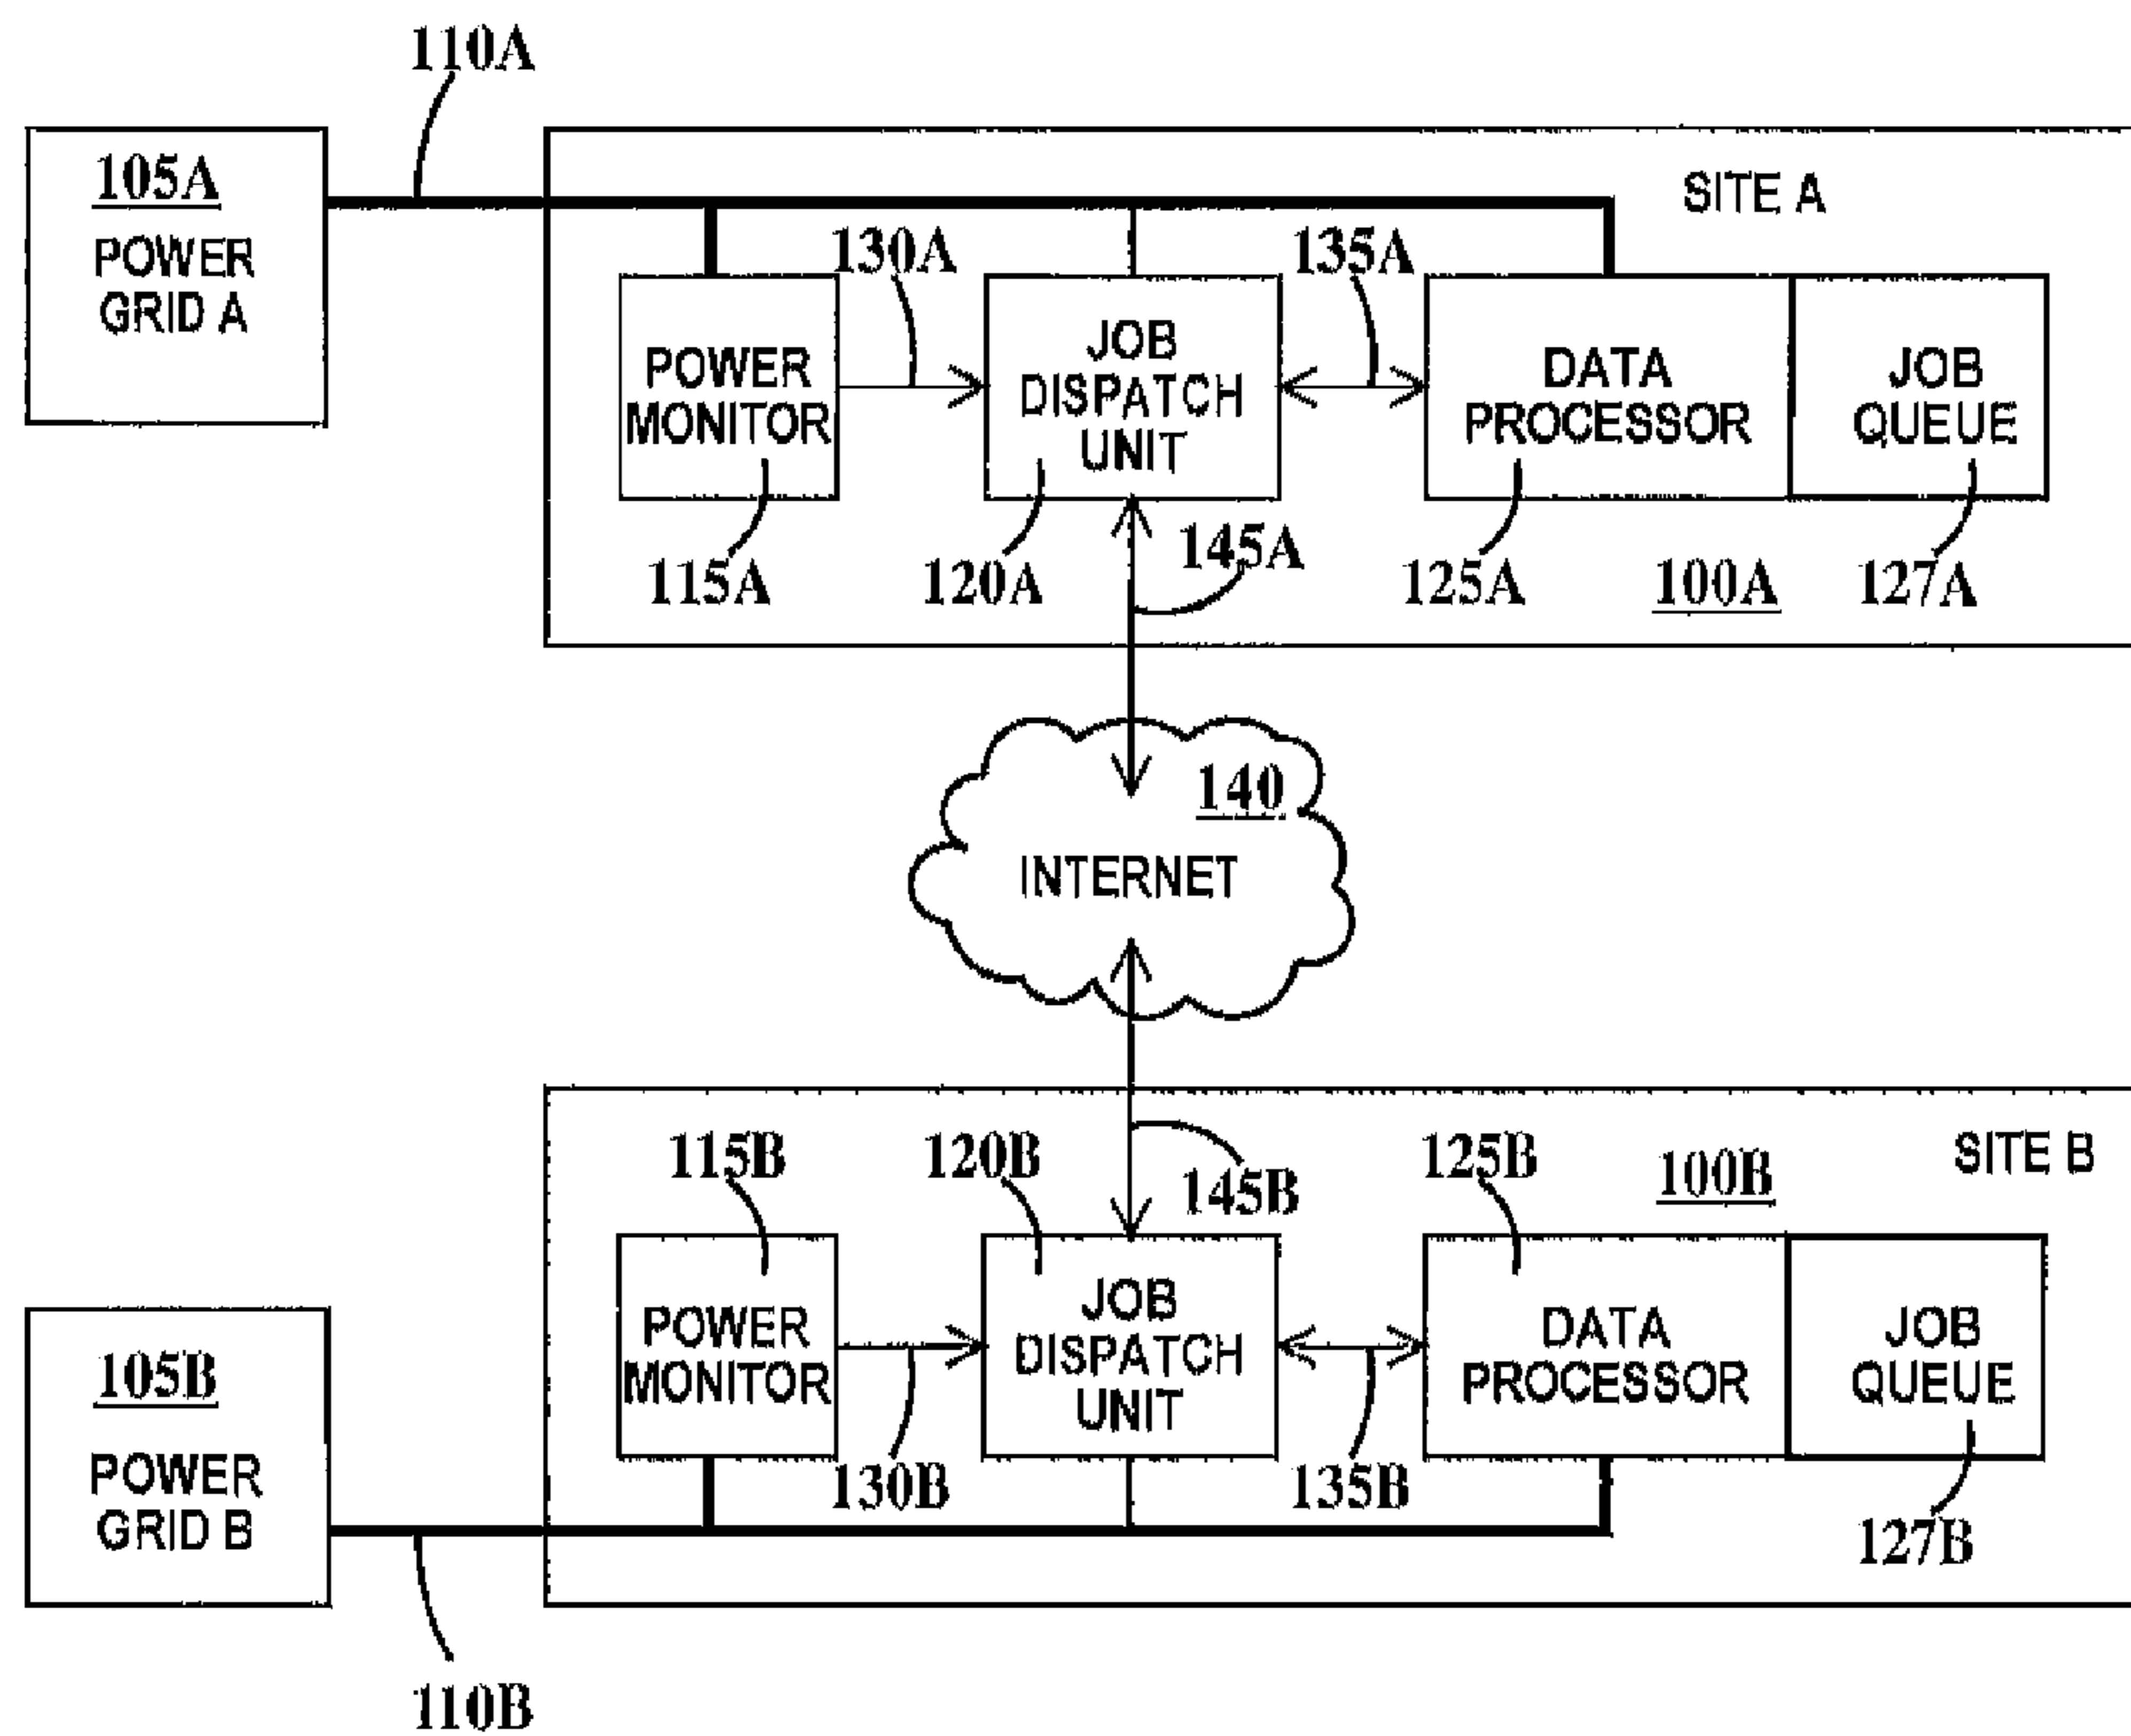 110A
105A
POWER
GRID A
SITE A
130A
135A
POWER
MONITOR
JOB
DISPATCH
UNIT
DATA
PROCESSOR
JOB
QUEUE
115A
120A
145A
125A
100A
127A
140
INTERNET
115B
120B
145B
125B
100B
SITE B
105B
POWER
GRID B
POWER
MONITOR
JOB
DISPATCH
UNIT
DATA
PROCESSOR
JOB
QUEUE
130B
135B
127B
110B